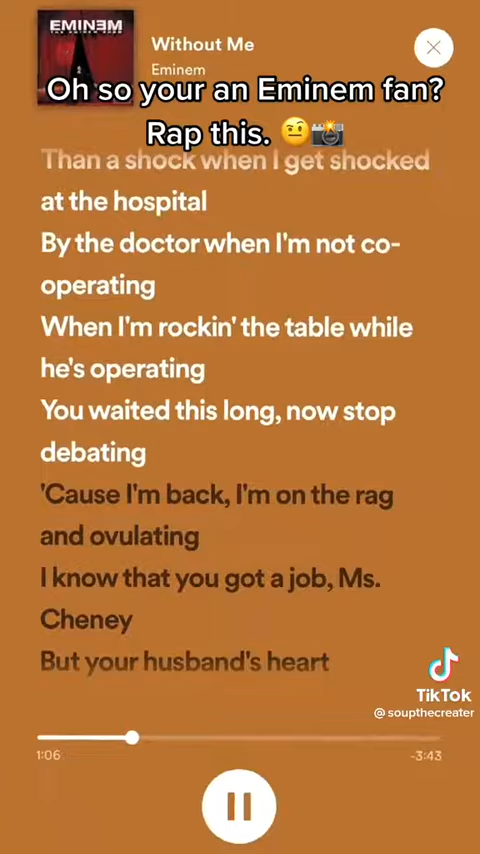 EMINƎM
Without Me
Eminem
Oh so your an Eminem fan?
Rap this. 🤨📸
Than a shock when I get shocked
at the hospital
By the doctor when I'm not co-
operating
When I'm rockin' the table while
he's operating
You waited this long, now stop
debating
'Cause I'm back, I'm on the rag
and ovulating
I know that you got a job, Ms.
Cheney
But your husband's heart
TikTok
@ soupthecreater
1:06
-3:43